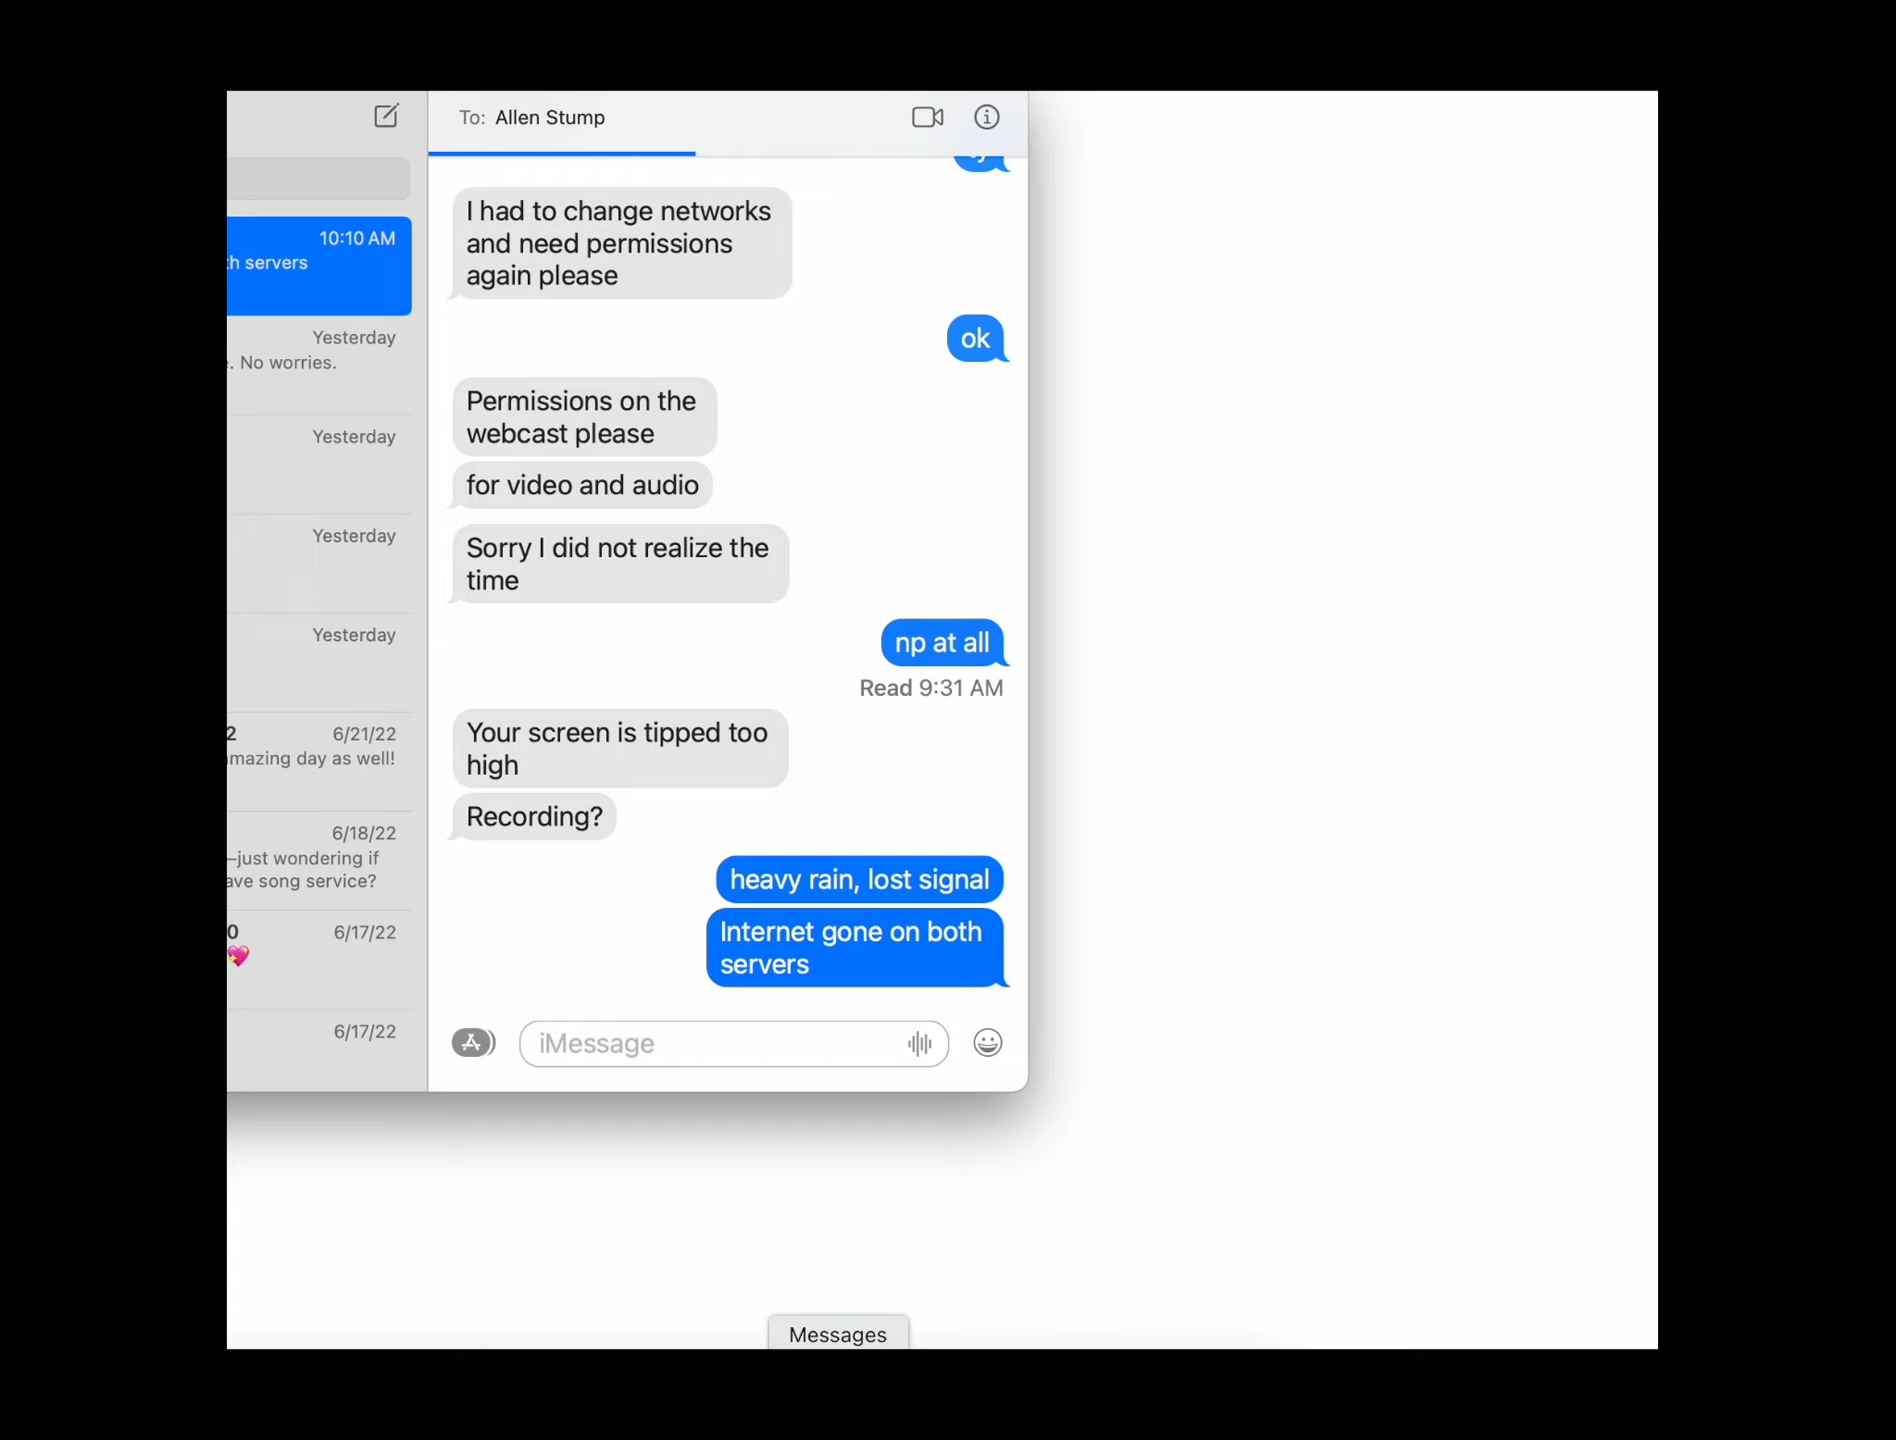 To: Allen Stump
I had to change networks
and need permissions
again please
ok
Permissions on the
webcast please
for video and audio
Sorry I did not realize the
time
np at all
Read 9:31 AM
Your screen is tipped too
high
Recording?
heavy rain, lost signal
Internet gone on both
servers
iMessage
10:10 AM
servers
Yesterday
. No worries.
Yesterday
Yesterday
Yesterday
2 6/21/22
amazing day as well!
6/18/22
–just wondering if
ave song service?
0 6/17/22
6/17/22
Messages